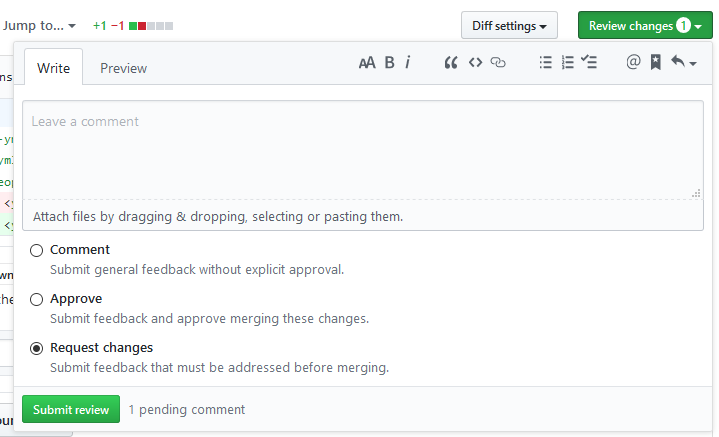 Jump to... +1 −1 Diff settings Review changes 1
Write Preview AA B i
Leave a comment
Attach files by dragging & dropping, selecting or pasting them.
Comment
Submit general feedback without explicit approval.
Approve
Submit feedback and approve merging these changes.
Request changes
Submit feedback that must be addressed before merging.
Submit review 1 pending comment